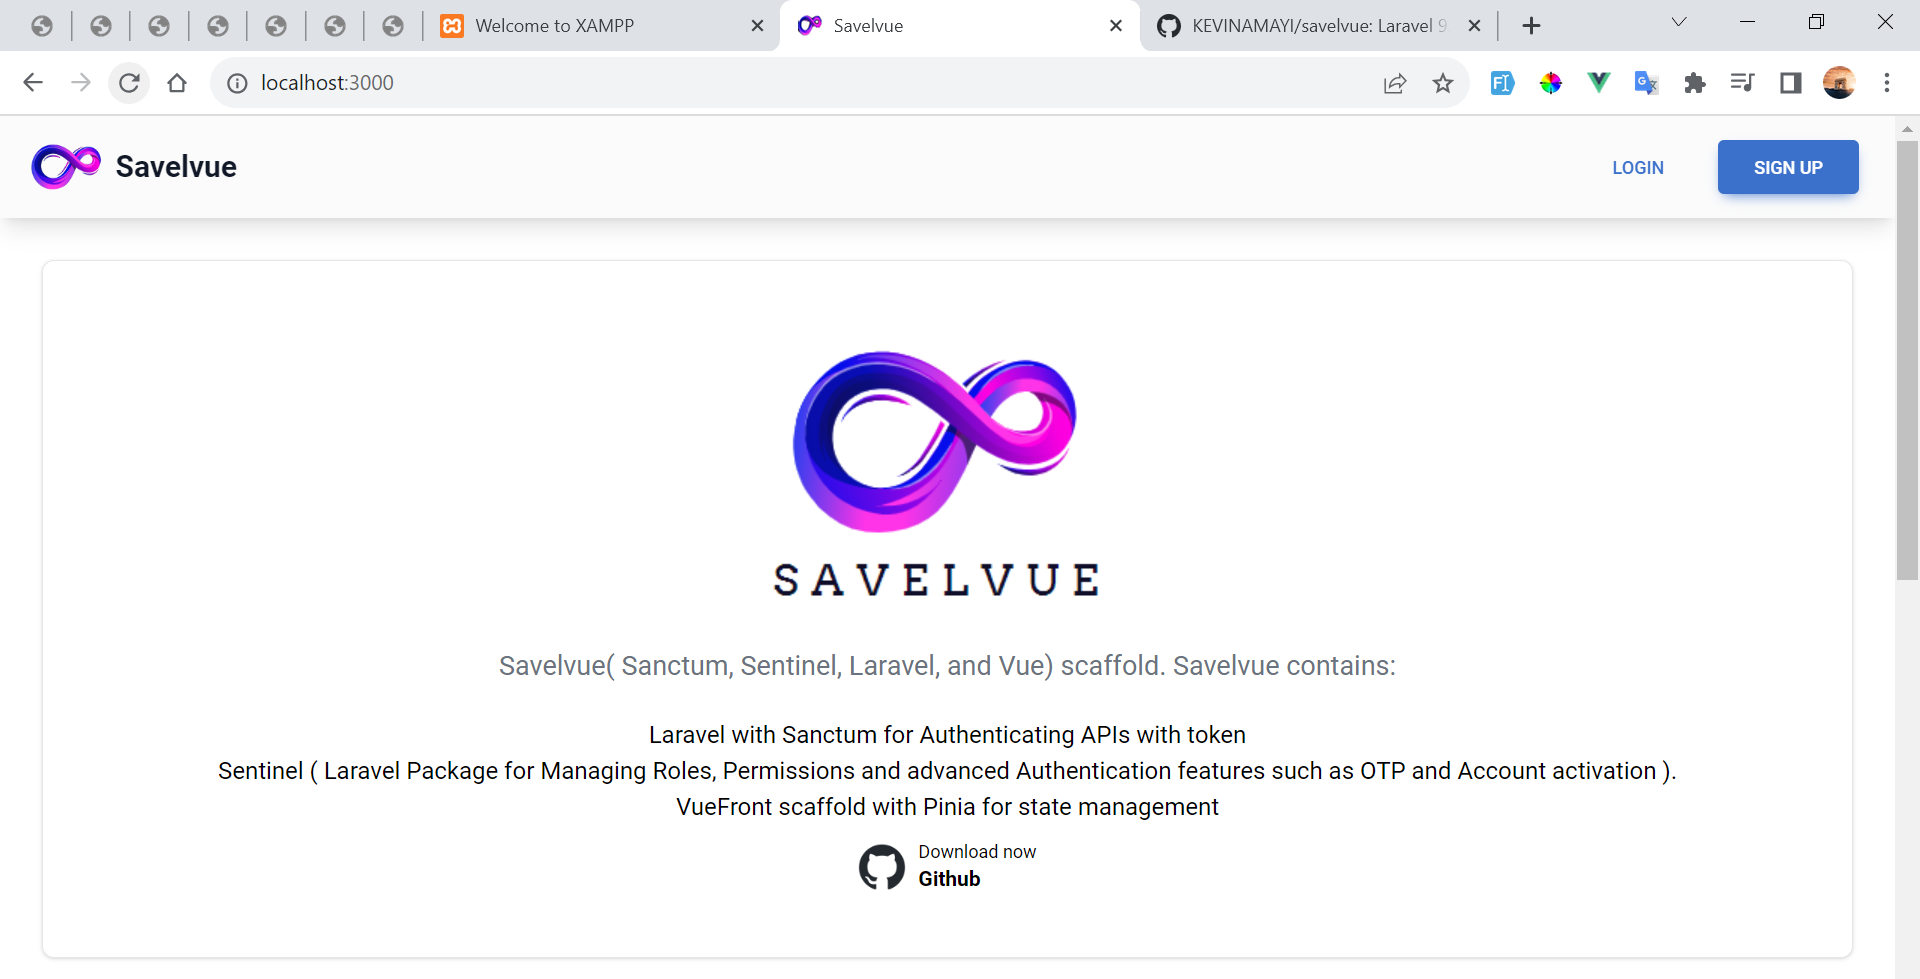 Welcome to XAMPP
Savelvue
KEVINAMAYI/savelvue: Laravel 9
localhost:3000
Savelvue
LOGIN
SIGN UP
SAVELVUE
Savelvue( Sanctum, Sentinel, Laravel, and Vue) scaffold. Savelvue contains:
Laravel with Sanctum for Authenticating APIs with token
Sentinel ( Laravel Package for Managing Roles, Permissions and advanced Authentication features such as OTP and Account activation ).
VueFront scaffold with Pinia for state management
Download now
Github